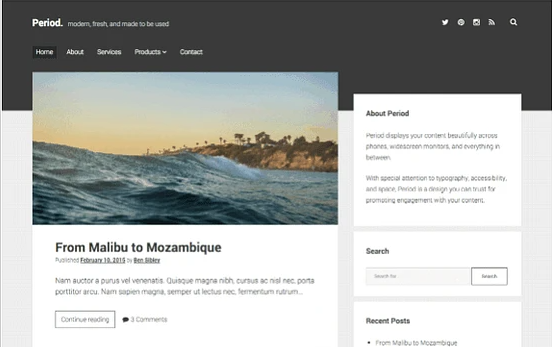 Period. modern, fresh, and made to be used
Home About Services Products Contact
From Malibu to Mozambique
Published February 10, 2015 by Ben Sibley
Nam auctor a purus vel venenatis. Quisque magna nibh, cursus ac nisl nec, porta
porttitor arcu. Nam sapien magna, semper ut lectus nec, fermentum rutrum...
Continue reading 3 Comments
About Period
Period displays your content beautifully across
phones, widescreen monitors, and everything in
between.
With special attention to typography, accessibility,
and space, Period is a design you can trust for
promoting engagement with your content.
Search
Search for Search
Recent Posts
From Malibu to Mozambique